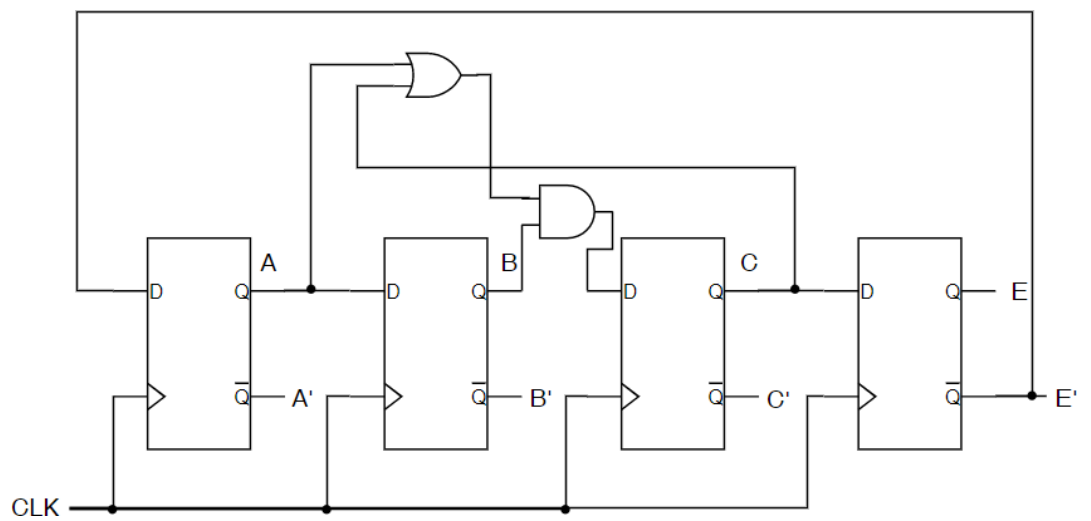 A B C
D Q D Q D Q D Q E
Q̅ A' Q̅ B' Q̅ C' Q̅ E'
CLK